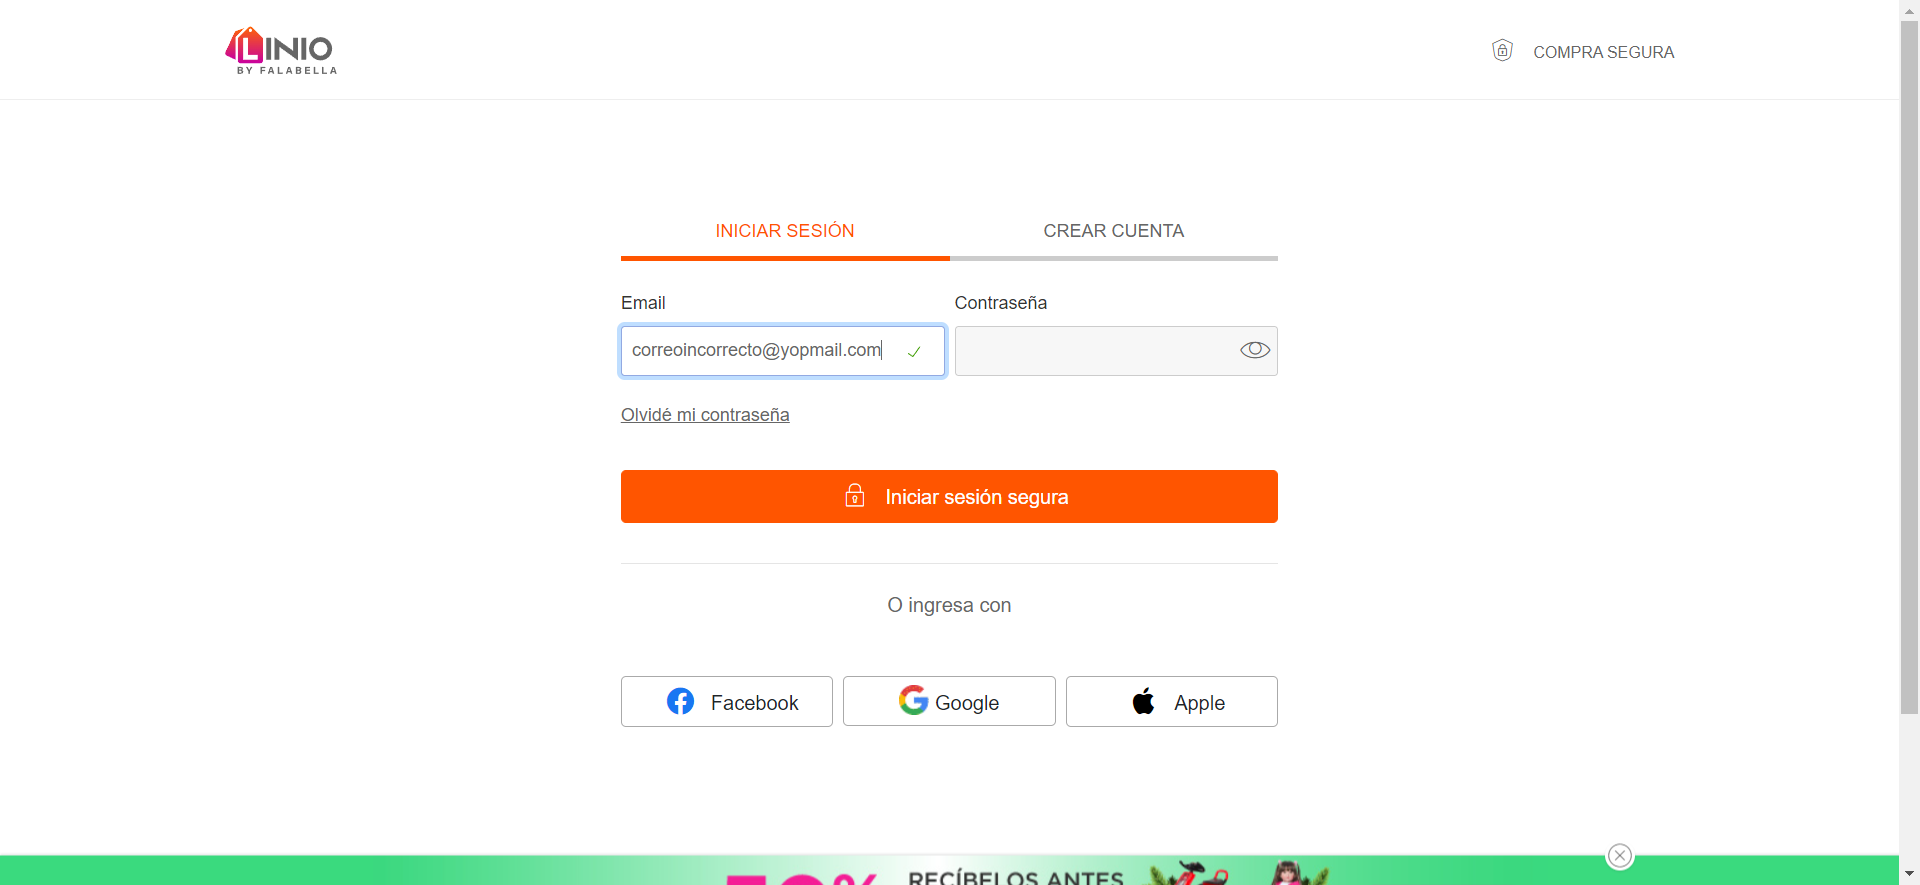 LINIO
BY FALABELLA
COMPRA SEGURA
INICIAR SESIÓN
CREAR CUENTA
Email
Contraseña
correoincorrecto@yopmail.com
Olvidé mi contraseña
Iniciar sesión segura
O ingresa con
Facebook
Google
Apple
RECÍBELOS ANTES